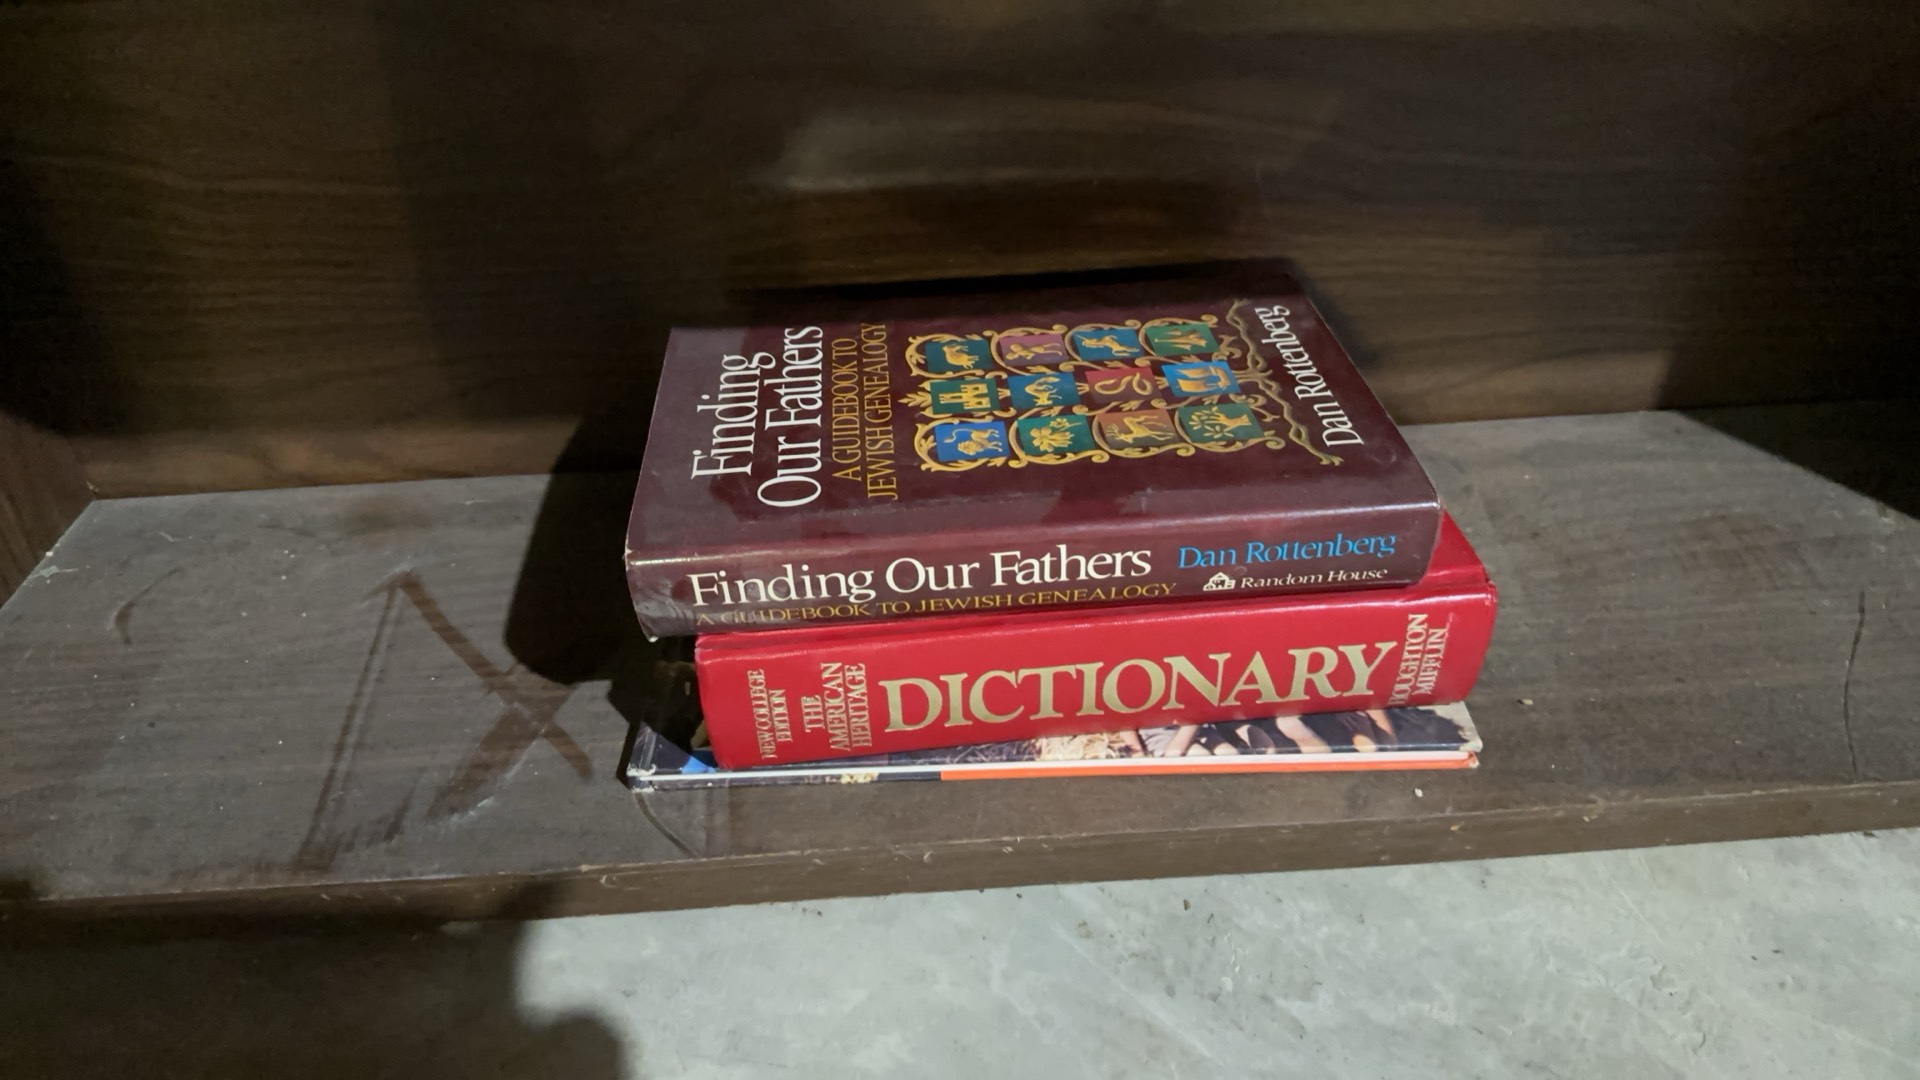 Finding
Our Fathers
A GUIDEBOOK TO
JEWISH GENEALOGY
Dan Rottenberg
Finding Our Fathers Dan Rottenberg
A GUIDEBOOK TO JEWISH GENEALOGY Random House
NEW COLLEGE
EDITION
THE
AMERICAN
HERITAGE
DICTIONARY
HOUGHTON
MIFFLIN